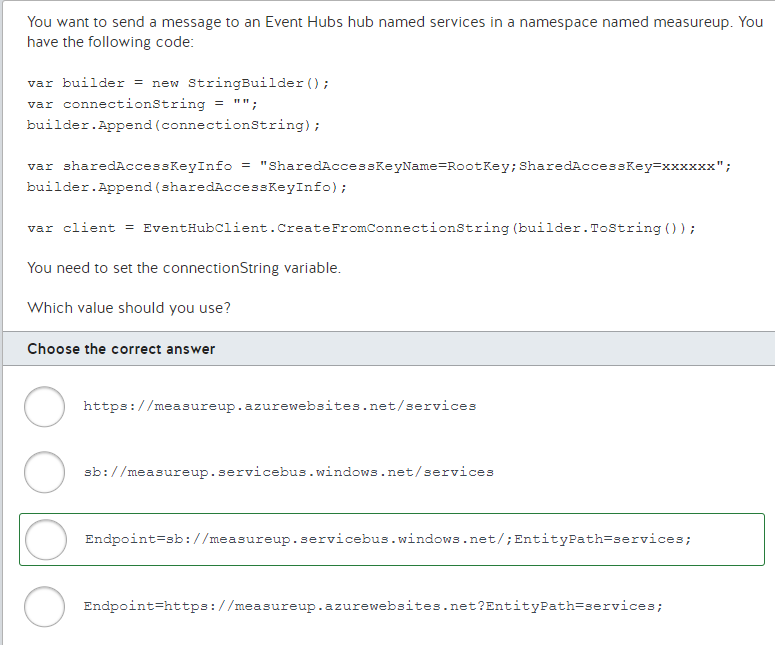 You want to send a message to an Event Hubs hub named services in a namespace named measureup. You
have the following code:
var builder = new StringBuilder();
var connectionString = "";
builder.Append(connectionString);
var sharedAccessKeyInfo = "SharedAccessKeyName=RootKey;SharedAccessKey=xxxxxx";
builder.Append(sharedAccessKeyInfo);
var client = EventHubClient.CreateFromConnectionString(builder.ToString());
You need to set the connectionString variable.
Which value should you use?
Choose the correct answer
https://measureup.azurewebsites.net/services
sb://measureup.servicebus.windows.net/services
Endpoint=sb://measureup.servicebus.windows.net/;EntityPath=services;
Endpoint=https://measureup.azurewebsites.net?EntityPath=services;